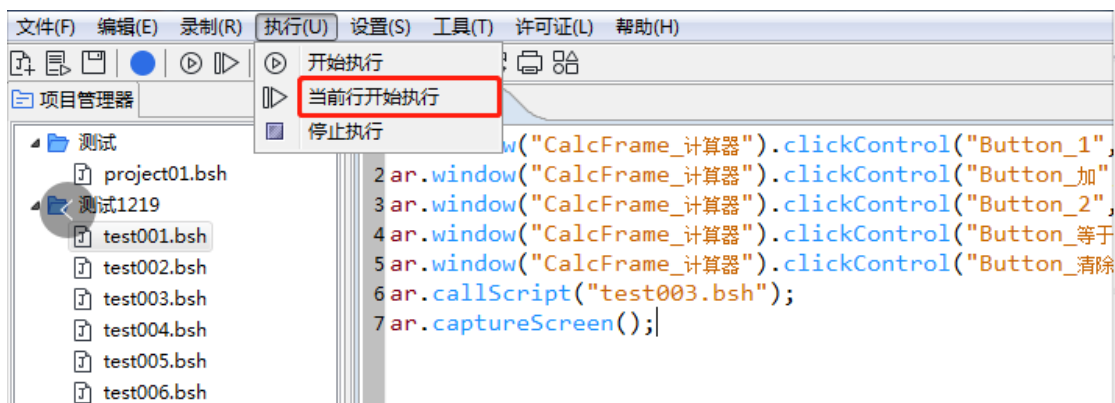 文件(F) 编辑(E) 录制(R) 执行(U) 设置(S) 工具(T) 许可证(L) 帮助(H)
开始执行
项目管理器
当前行开始执行
停止执行
测试
project01.bsh
测试1219
test001.bsh
test002.bsh
test003.bsh
test004.bsh
test005.bsh
test006.bsh
w("CalcFrame_计算器").clickControl("Button_1",
2 ar.window("CalcFrame_计算器").clickControl("Button_加"
3 ar.window("CalcFrame_计算器").clickControl("Button_2",
4 ar.window("CalcFrame_计算器").clickControl("Button_等于
5 ar.window("CalcFrame_计算器").clickControl("Button_清除
6 ar.callScript("test003.bsh");
7 ar.captureScreen();